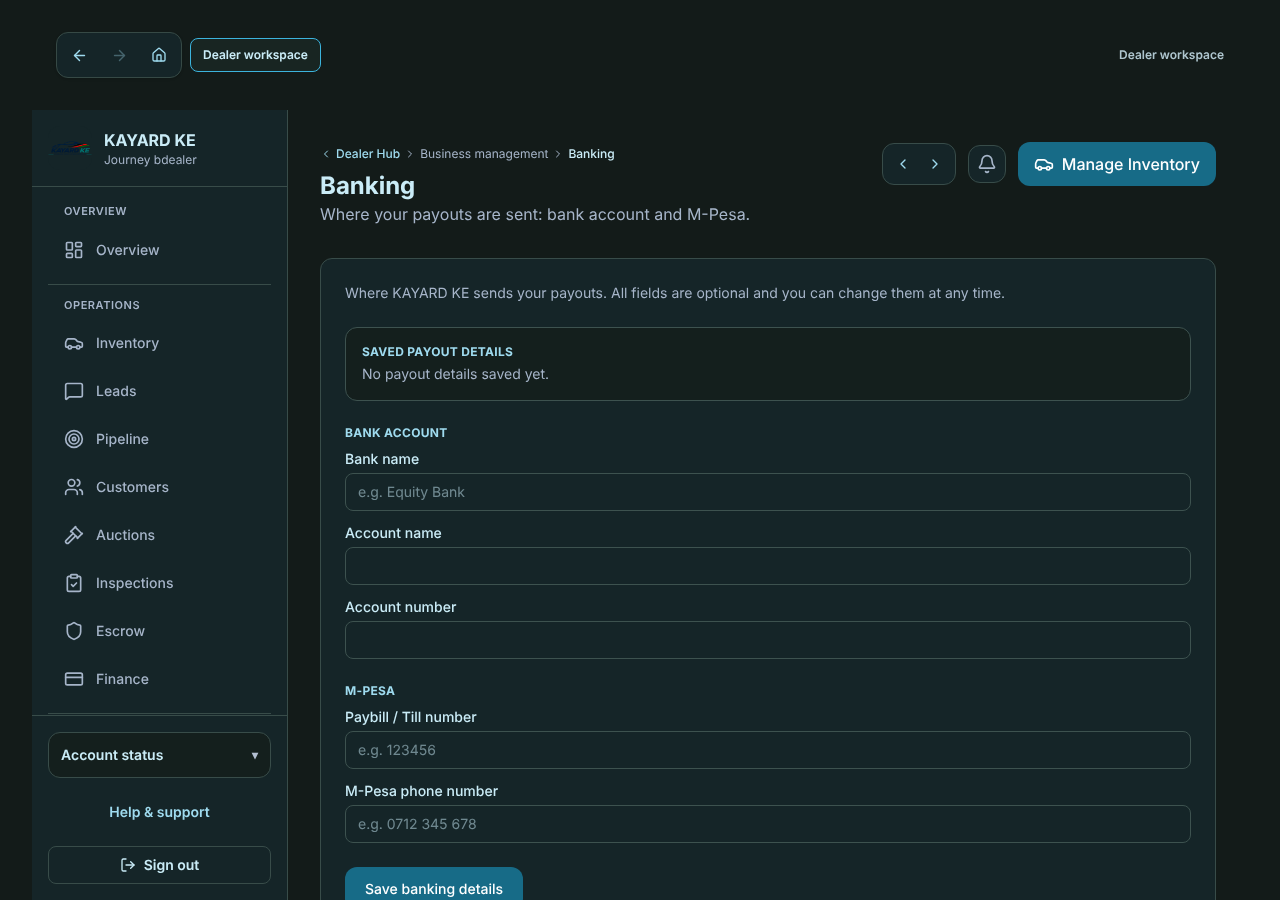 Dealer workspace
Dealer workspace
KAYARD KE
Journey bdealer
OVERVIEW
Overview
OPERATIONS
Inventory
Leads
Pipeline
Customers
Auctions
Inspections
Escrow
Finance
Account status
Help & support
Sign out
Dealer Hub
Business management
Banking
Banking
Where your payouts are sent: bank account and M-Pesa.
Manage Inventory
Where KAYARD KE sends your payouts. All fields are optional and you can change them at any time.
SAVED PAYOUT DETAILS
No payout details saved yet.
BANK ACCOUNT
Bank name
e.g. Equity Bank
Account name
Account number
M-PESA
Paybill / Till number
e.g. 123456
M-Pesa phone number
e.g. 0712 345 678
Save banking details